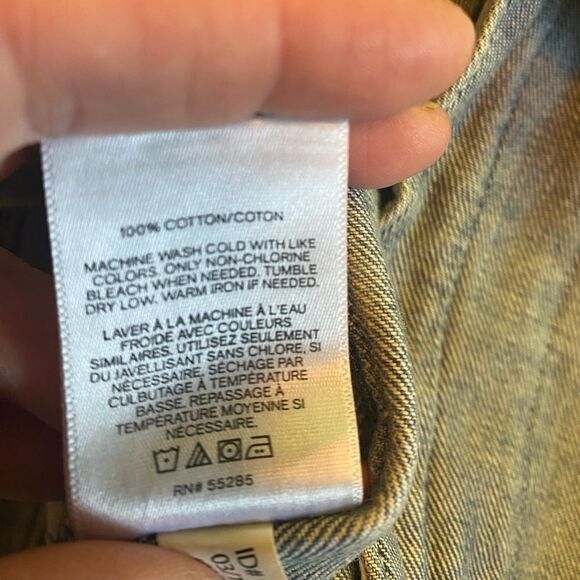 100% COTTON/COTON
MACHINE WASH COLD WITH LIKE
COLORS. ONLY NON-CHLORINE
BLEACH WHEN NEEDED. TUMBLE
DRY LOW. WARM IRON IF NEEDED.
LAVER À LA MACHINE À L'EAU
FROIDE AVEC COULEURS
SIMILAIRES. UTILISEZ SEULEMENT
DU JAVELLISANT SANS CHLORE, SI
NÉCESSAIRE. SÉCHAGE PAR
CULBUTAGE À TEMPÉRATURE
BASSE. REPASSAGE À
TEMPÉRATURE MOYENNE SI
NÉCESSAIRE.
RN# 55285
ID#
03/